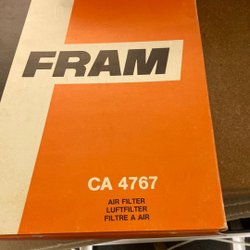 FRAM
CA 4767
AIR FILTER
LUFTFILTER
FILTRE A AIR